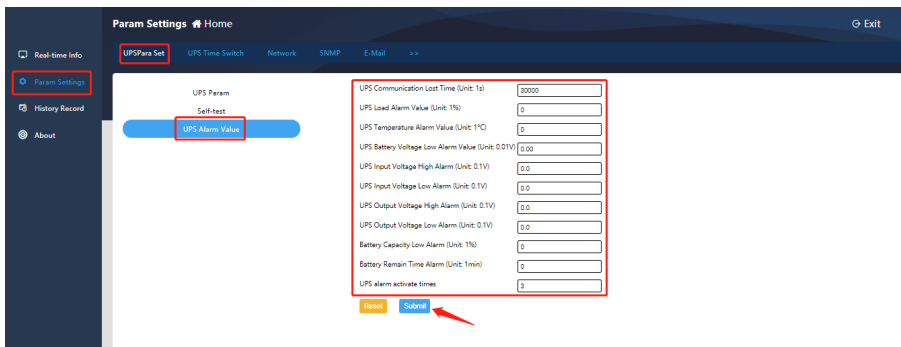 Param Settings Home
Exit
Real-time Info
Param Settings
History Record
About
UPSPara Set UPS Time Switch Network SNMP E-Mail >>
UPS Param
Self-test
UPS Alarm Value
UPS Communication Lost Time (Unit: 1s) 30000
UPS Load Alarm Value (Unit: 1%) 0
UPS Temperature Alarm Value (Unit: 1°C) 0
UPS Battery Voltage Low Alarm Value (Unit: 0.01V) 0.00
UPS Input Voltage High Alarm (Unit: 0.1V) 0.0
UPS Input Voltage Low Alarm (Unit: 0.1V) 0.0
UPS Output Voltage High Alarm (Unit: 0.1V) 0.0
UPS Output Voltage Low Alarm (Unit: 0.1V) 0.0
Battery Capacity Low Alarm (Unit: 1%) 0
Battery Remain Time Alarm (Unit: 1min) 0
UPS alarm activate times 3
Reset Submit